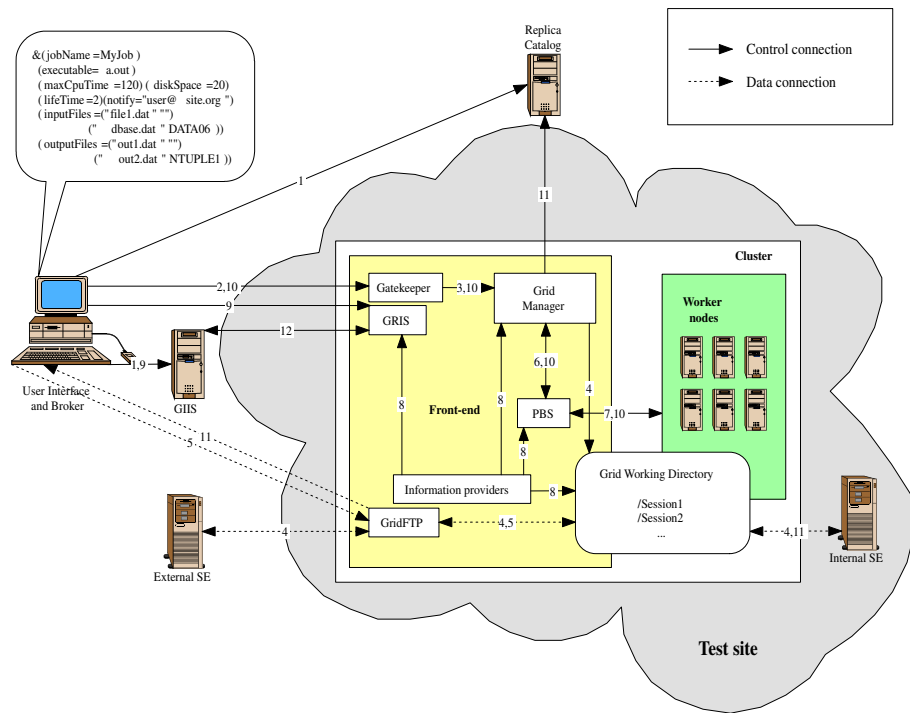 &(jobName =MyJob )
(executable= a.out )
( maxCpuTime =120) ( diskSpace =20)
( lifeTime =2)(notify="user@ site.org ")
( inputFiles =("file1.dat " "")
(" dbase.dat " DATA06 ))
( outputFiles =("out1.dat " "")
(" out2.dat " NTUPLE1 ))
Replica
Catalog
Control connection
Data connection
1
11
Cluster
2,10
Gatekeeper
3,10
Grid
Manager
9
GRIS
12
Worker
nodes
1,9
User Interface
and Broker
GIIS
6,10
4
8
8
Front-end
PBS
7,10
11
5
8
Information providers
8
Grid Working Directory
/Session1
/Session2
...
GridFTP
4,5
4
4,11
External SE
Internal SE
Test site